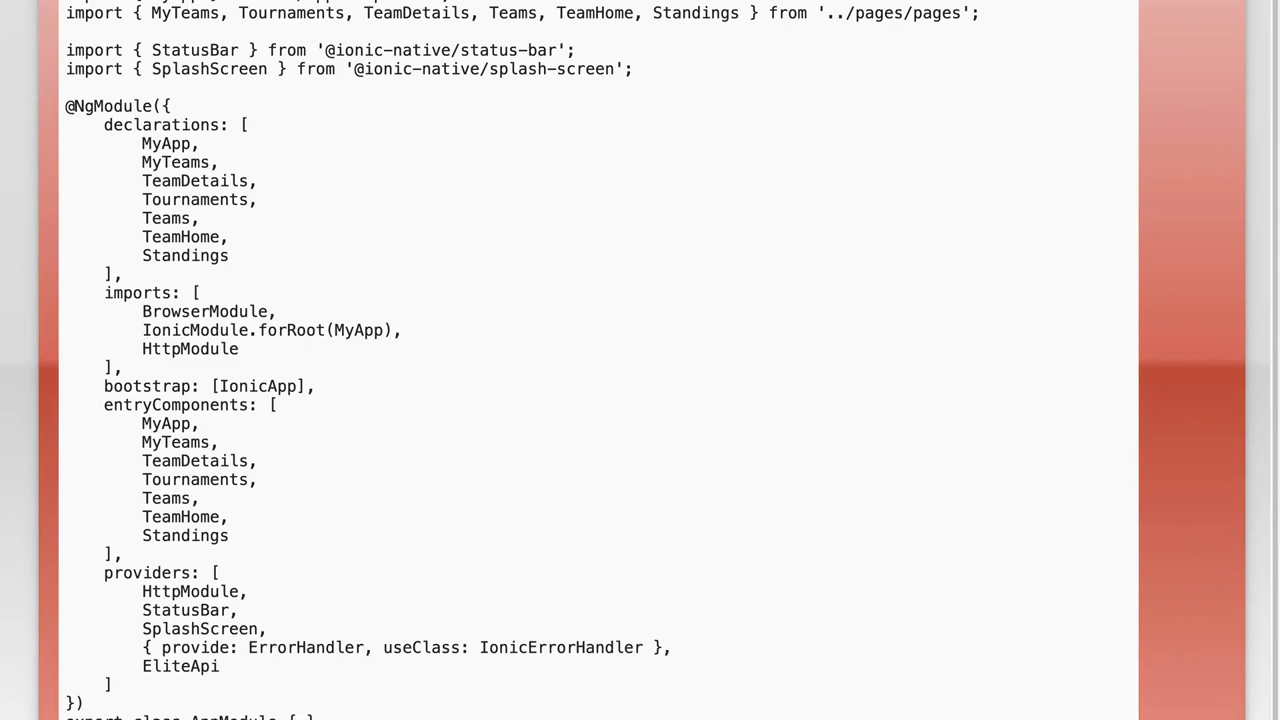 import { MyTeams, Tournaments, TeamDetails, Teams, TeamHome, Standings } from '../pages/pages';
import { StatusBar } from '@ionic-native/status-bar';
import { SplashScreen } from '@ionic-native/splash-screen';
@NgModule({
declarations: [
MyApp,
MyTeams,
TeamDetails,
Tournaments,
Teams,
TeamHome,
Standings
],
imports: [
BrowserModule,
IonicModule.forRoot(MyApp),
HttpModule
],
bootstrap: [IonicApp],
entryComponents: [
MyApp,
MyTeams,
TeamDetails,
Tournaments,
Teams,
TeamHome,
Standings
],
providers: [
HttpModule,
StatusBar,
SplashScreen,
{ provide: ErrorHandler, useClass: IonicErrorHandler },
EliteApi
]
})
export class AppModule { }